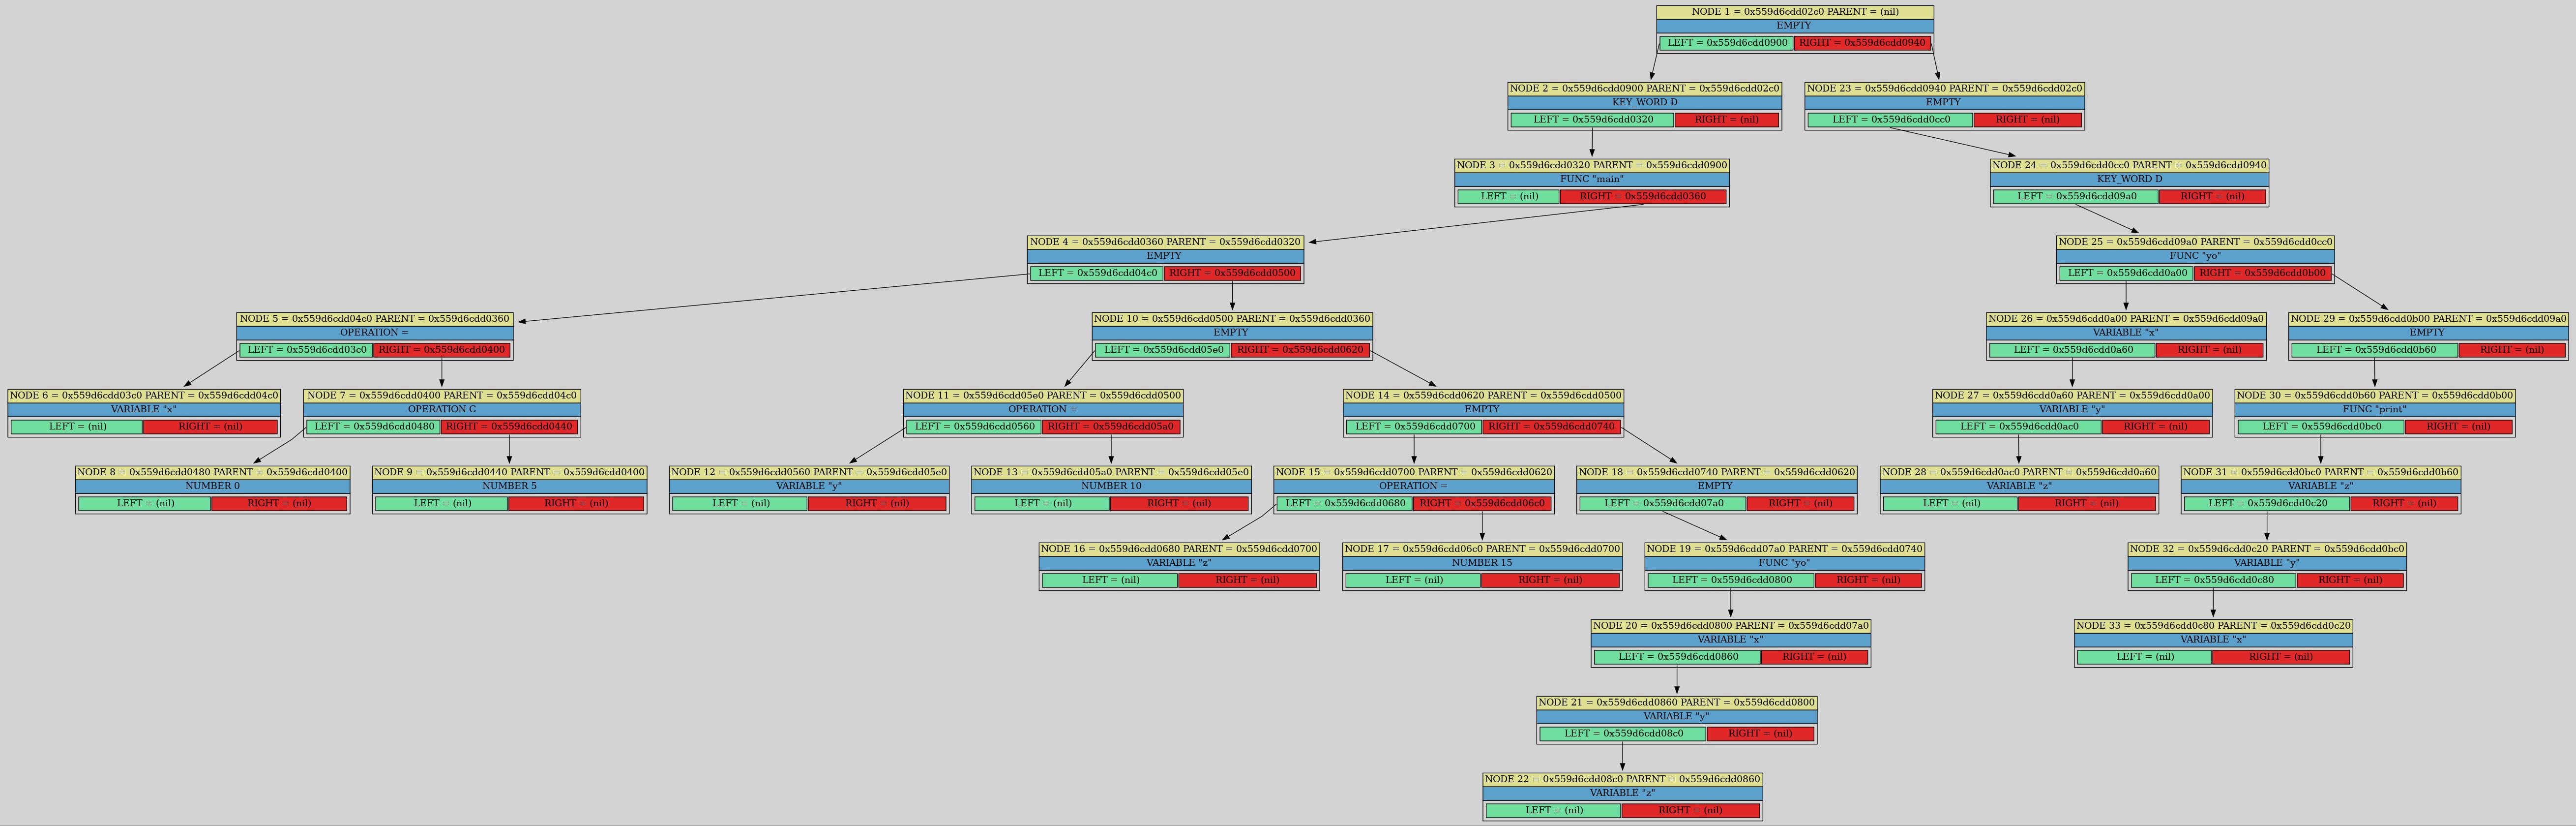 NODE 1 = 0x559d6cdd02c0 PARENT = (nil)
EMPTY
LEFT = 0x559d6cdd0900 RIGHT = 0x559d6cdd0940
NODE 2 = 0x559d6cdd0900 PARENT = 0x559d6cdd02c0
KEY_WORD D
LEFT = 0x559d6cdd0320 RIGHT = (nil)
NODE 23 = 0x559d6cdd0940 PARENT = 0x559d6cdd02c0
EMPTY
LEFT = 0x559d6cdd0cc0 RIGHT = (nil)
NODE 3 = 0x559d6cdd0320 PARENT = 0x559d6cdd0900
FUNC "main"
LEFT = (nil) RIGHT = 0x559d6cdd0360
NODE 24 = 0x559d6cdd0cc0 PARENT = 0x559d6cdd0940
KEY_WORD D
LEFT = 0x559d6cdd09a0 RIGHT = (nil)
NODE 4 = 0x559d6cdd0360 PARENT = 0x559d6cdd0320
EMPTY
LEFT = 0x559d6cdd04c0 RIGHT = 0x559d6cdd0500
NODE 25 = 0x559d6cdd09a0 PARENT = 0x559d6cdd0cc0
FUNC "yo"
LEFT = 0x559d6cdd0a00 RIGHT = 0x559d6cdd0b00
NODE 5 = 0x559d6cdd04c0 PARENT = 0x559d6cdd0360
OPERATION =
LEFT = 0x559d6cdd03c0 RIGHT = 0x559d6cdd0400
NODE 10 = 0x559d6cdd0500 PARENT = 0x559d6cdd0360
EMPTY
LEFT = 0x559d6cdd05e0 RIGHT = 0x559d6cdd0620
NODE 26 = 0x559d6cdd0a00 PARENT = 0x559d6cdd09a0
VARIABLE "x"
LEFT = 0x559d6cdd0a60 RIGHT = (nil)
NODE 29 = 0x559d6cdd0b00 PARENT = 0x559d6cdd09a0
EMPTY
LEFT = 0x559d6cdd0b60 RIGHT = (nil)
NODE 6 = 0x559d6cdd03c0 PARENT = 0x559d6cdd04c0
VARIABLE "x"
LEFT = (nil) RIGHT = (nil)
NODE 7 = 0x559d6cdd0400 PARENT = 0x559d6cdd04c0
OPERATION C
LEFT = 0x559d6cdd0480 RIGHT = 0x559d6cdd0440
NODE 11 = 0x559d6cdd05e0 PARENT = 0x559d6cdd0500
OPERATION =
LEFT = 0x559d6cdd0560 RIGHT = 0x559d6cdd05a0
NODE 14 = 0x559d6cdd0620 PARENT = 0x559d6cdd0500
EMPTY
LEFT = 0x559d6cdd0700 RIGHT = 0x559d6cdd0740
NODE 27 = 0x559d6cdd0a60 PARENT = 0x559d6cdd0a00
VARIABLE "y"
LEFT = 0x559d6cdd0ac0 RIGHT = (nil)
NODE 30 = 0x559d6cdd0b60 PARENT = 0x559d6cdd0b00
FUNC "print"
LEFT = 0x559d6cdd0bc0 RIGHT = (nil)
NODE 8 = 0x559d6cdd0480 PARENT = 0x559d6cdd0400
NUMBER 0
LEFT = (nil) RIGHT = (nil)
NODE 9 = 0x559d6cdd0440 PARENT = 0x559d6cdd0400
NUMBER 5
LEFT = (nil) RIGHT = (nil)
NODE 12 = 0x559d6cdd0560 PARENT = 0x559d6cdd05e0
VARIABLE "y"
LEFT = (nil) RIGHT = (nil)
NODE 13 = 0x559d6cdd05a0 PARENT = 0x559d6cdd05e0
NUMBER 10
LEFT = (nil) RIGHT = (nil)
NODE 15 = 0x559d6cdd0700 PARENT = 0x559d6cdd0620
OPERATION =
LEFT = 0x559d6cdd0680 RIGHT = 0x559d6cdd06c0
NODE 18 = 0x559d6cdd0740 PARENT = 0x559d6cdd0620
EMPTY
LEFT = 0x559d6cdd07a0 RIGHT = (nil)
NODE 28 = 0x559d6cdd0ac0 PARENT = 0x559d6cdd0a60
VARIABLE "z"
LEFT = (nil) RIGHT = (nil)
NODE 31 = 0x559d6cdd0bc0 PARENT = 0x559d6cdd0b60
VARIABLE "z"
LEFT = 0x559d6cdd0c20 RIGHT = (nil)
NODE 16 = 0x559d6cdd0680 PARENT = 0x559d6cdd0700
VARIABLE "z"
LEFT = (nil) RIGHT = (nil)
NODE 17 = 0x559d6cdd06c0 PARENT = 0x559d6cdd0700
NUMBER 15
LEFT = (nil) RIGHT = (nil)
NODE 19 = 0x559d6cdd07a0 PARENT = 0x559d6cdd0740
FUNC "yo"
LEFT = 0x559d6cdd0800 RIGHT = (nil)
NODE 32 = 0x559d6cdd0c20 PARENT = 0x559d6cdd0bc0
VARIABLE "y"
LEFT = 0x559d6cdd0c80 RIGHT = (nil)
NODE 20 = 0x559d6cdd0800 PARENT = 0x559d6cdd07a0
VARIABLE "x"
LEFT = 0x559d6cdd0860 RIGHT = (nil)
NODE 33 = 0x559d6cdd0c80 PARENT = 0x559d6cdd0c20
VARIABLE "x"
LEFT = (nil) RIGHT = (nil)
NODE 21 = 0x559d6cdd0860 PARENT = 0x559d6cdd0800
VARIABLE "y"
LEFT = 0x559d6cdd08c0 RIGHT = (nil)
NODE 22 = 0x559d6cdd08c0 PARENT = 0x559d6cdd0860
VARIABLE "z"
LEFT = (nil) RIGHT = (nil)